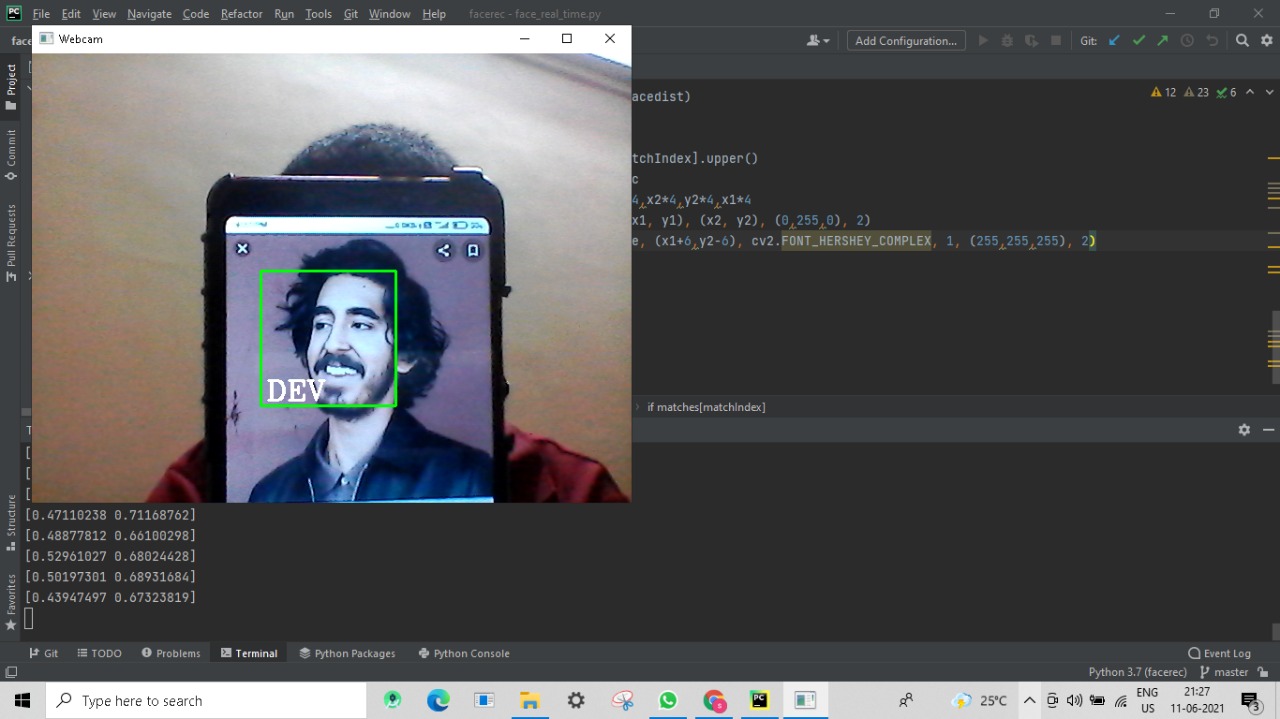 PC File Edit View Navigate Code Refactor Run Tools Git Window Help facerec - face_real_time.py
face
Webcam
Add Configuration...
Git:
acedist)
12 23 6
tchIndex].upper()
c
4,x2*4,y2*4,x1*4
x1, y1), (x2, y2), (0,255,0), 2)
e, (x1+6,y2-6), cv2.FONT_HERSHEY_COMPLEX, 1, (255,255,255), 2)
DEV
if matches[matchIndex]
Project
Commit
Pull Requests
Structure
Favorites
T
[
[
[
[0.47110238 0.71168762]
[0.48877812 0.66100298]
[0.52961027 0.68024428]
[0.50197301 0.68931684]
[0.43947497 0.67323819]
Git TODO Problems Terminal Python Packages Python Console Event Log
Python 3.7 (facerec) master
Type here to search
PC
25°C
ENG
US
18:27
11-06-2021
3